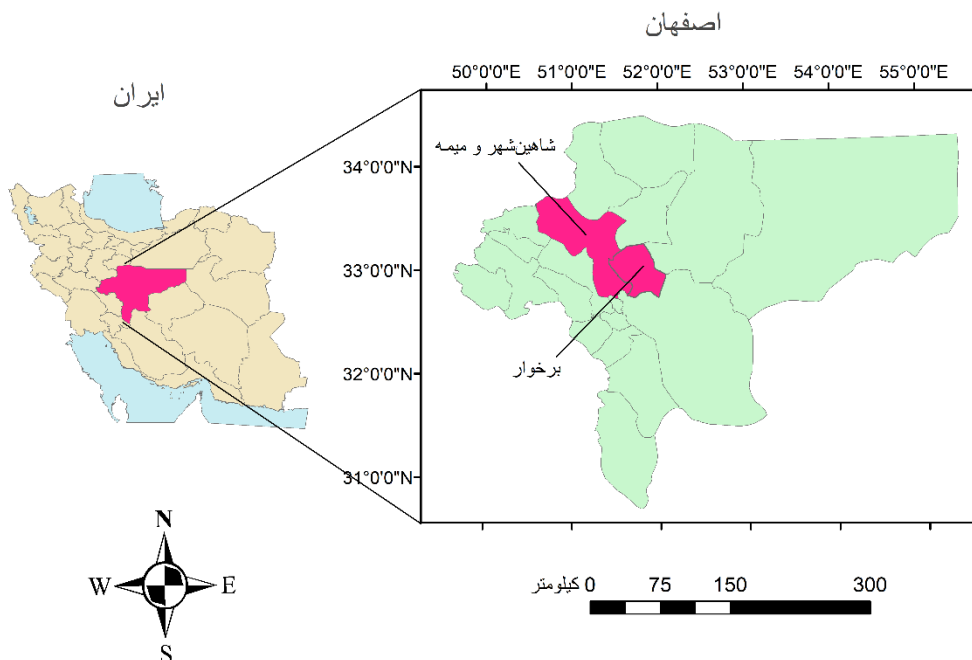 اصفهان
ایران
50°0'0"E 51°0'0"E 52°0'0"E 53°0'0"E 54°0'0"E 55°0'0"E
34°0'0"N
33°0'0"N
32°0'0"N
31°0'0"N
شاهین‌شهر و میمه
برخوار
N
W E
S
کیلومتر 0 75 150 300